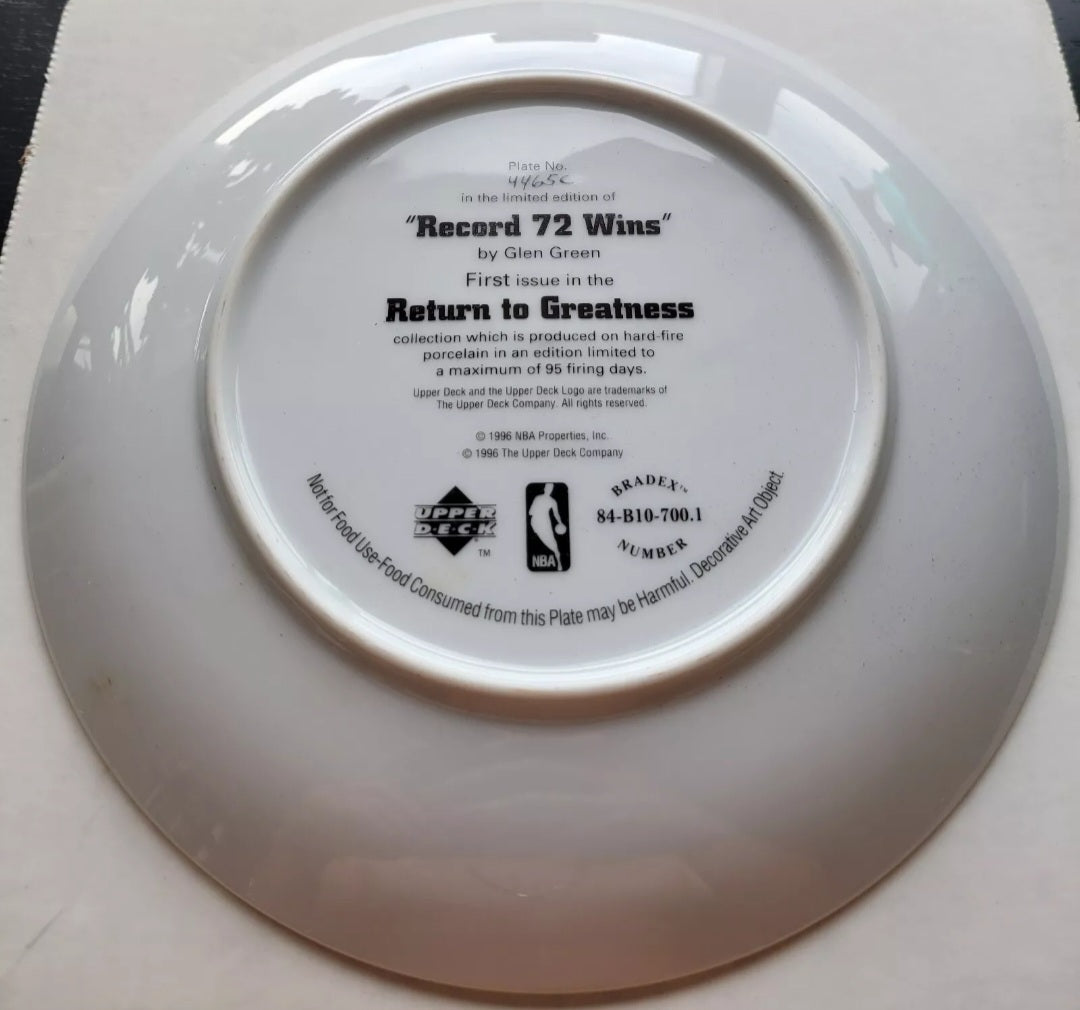 Plate No.
4465C
in the limited edition of
"Record 72 Wins"
by Glen Green
First issue in the
Return to Greatness
collection which is produced on hard-fire
porcelain in an edition limited to
a maximum of 95 firing days.
Upper Deck and the Upper Deck Logo are trademarks of
The Upper Deck Company. All rights reserved.
© 1996 NBA Properties, Inc.
© 1996 The Upper Deck Company
UPPER
D·E·C·K
TM
NBA
BRADEX™
84-B10-700.1
NUMBER
Not for Food Use-Food Consumed from this Plate may be Harmful. Decorative Art Object.